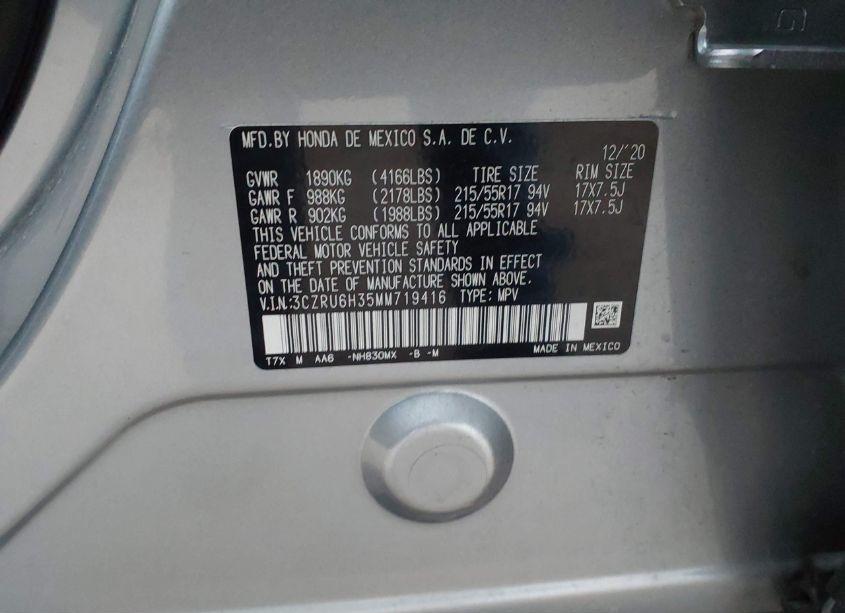 MFD.BY HONDA DE MEXICO S.A. DE C.V.
12/'20
GVWR 1890KG (4166LBS) TIRE SIZE RIM SIZE
GAWR F 988KG (2178LBS) 215/55R17 94V 17X7.5J
GAWR R 902KG (1988LBS) 215/55R17 94V 17X7.5J
THIS VEHICLE CONFORMS TO ALL APPLICABLE
FEDERAL MOTOR VEHICLE SAFETY
AND THEFT PREVENTION STANDARDS IN EFFECT
ON THE DATE OF MANUFACTURE SHOWN ABOVE.
V.I.N.:3CZRU6H35MM719416 TYPE: MPV
T7X M AA6 -NH830MX -B -M MADE IN MEXICO